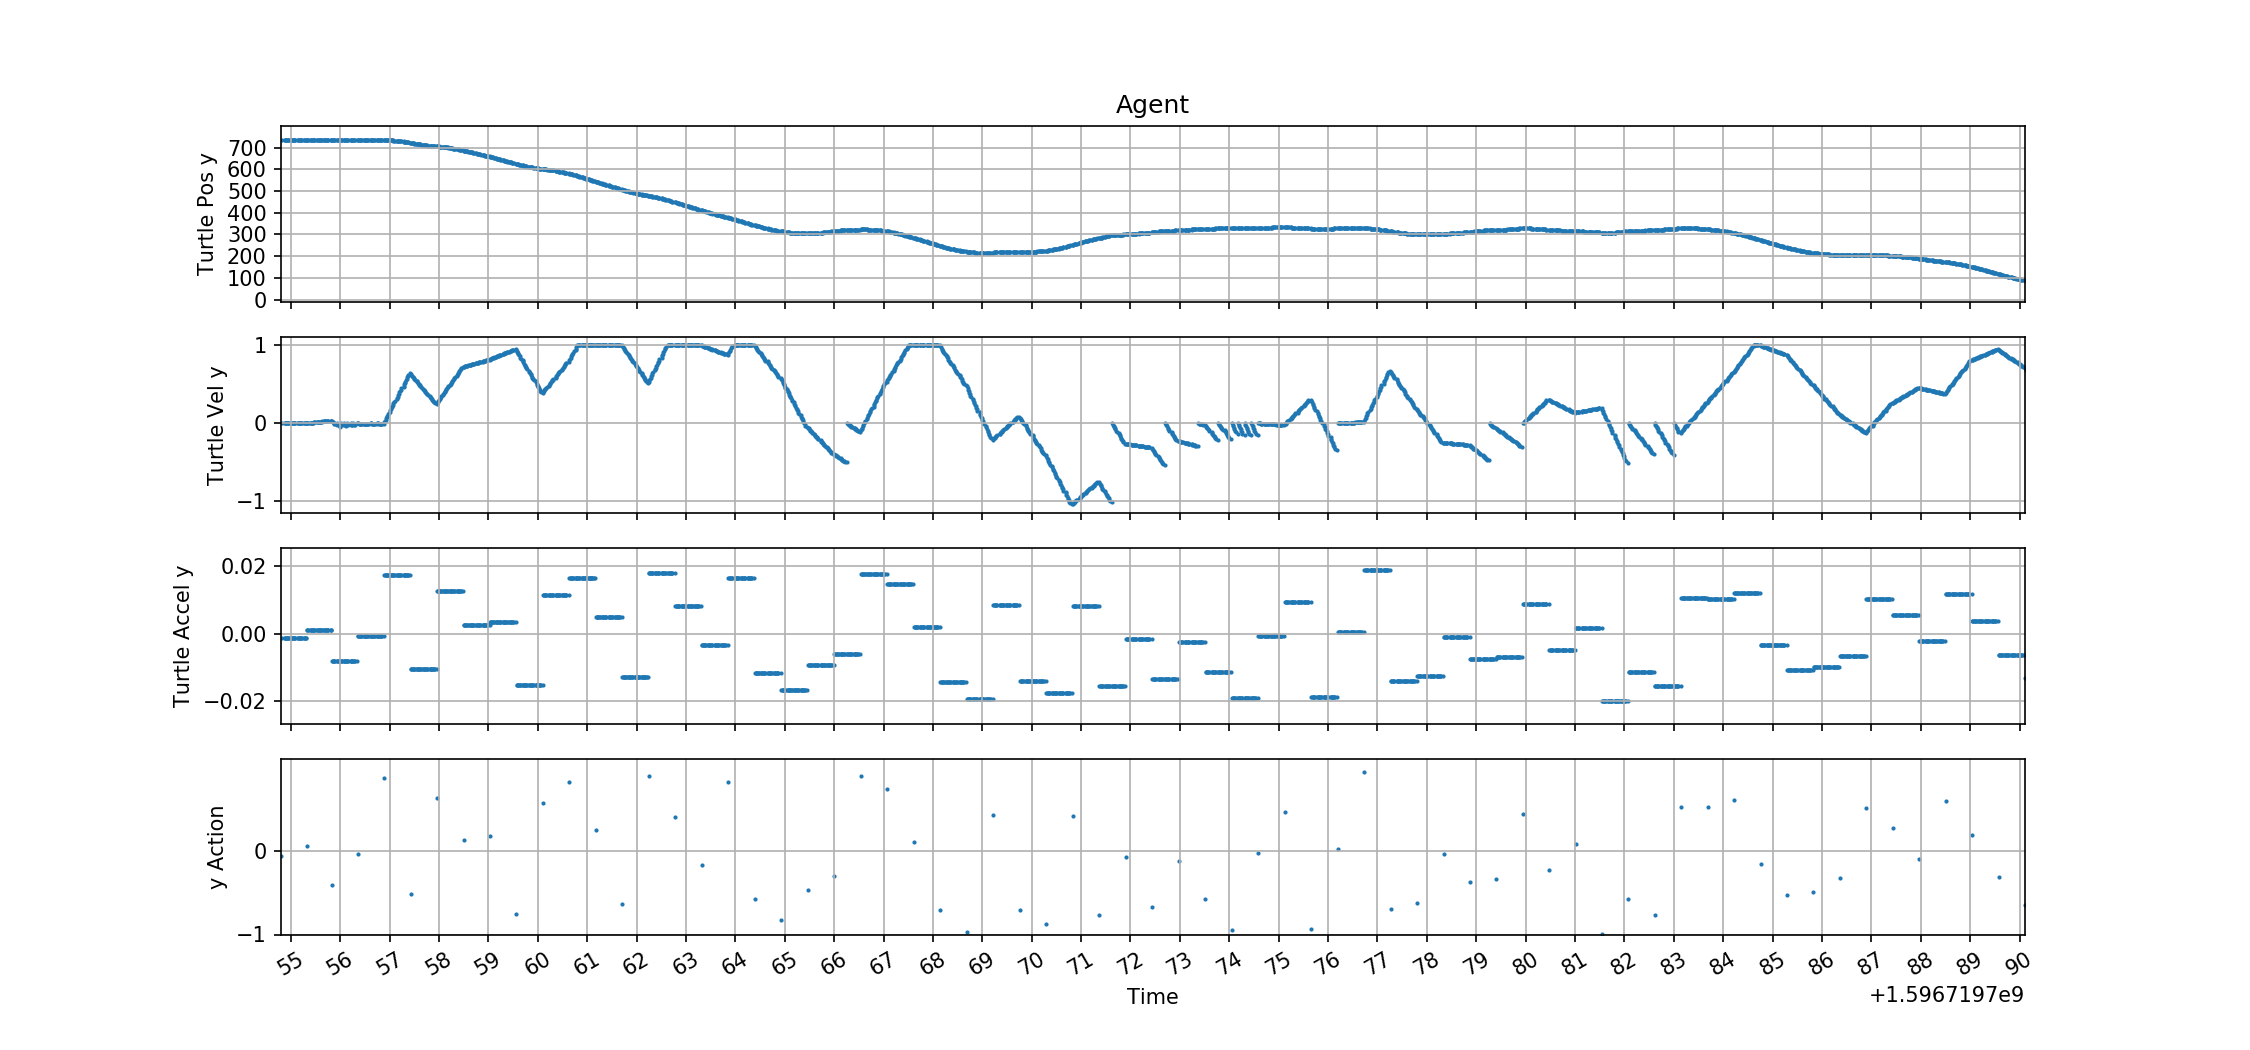 Agent
Turtle Pos y
700
600
500
400
300
200
100
0
Turtle Vel y
1
0
−1
Turtle Accel y
0.02
0.00
−0.02
y Action
0
−1
55 56 57 58 59 60 61 62 63 64 65 66 67 68 69 70 71 72 73 74 75 76 77 78 79 80 81 82 83 84 85 86 87 88 89 90
Time
+1.5967197e9